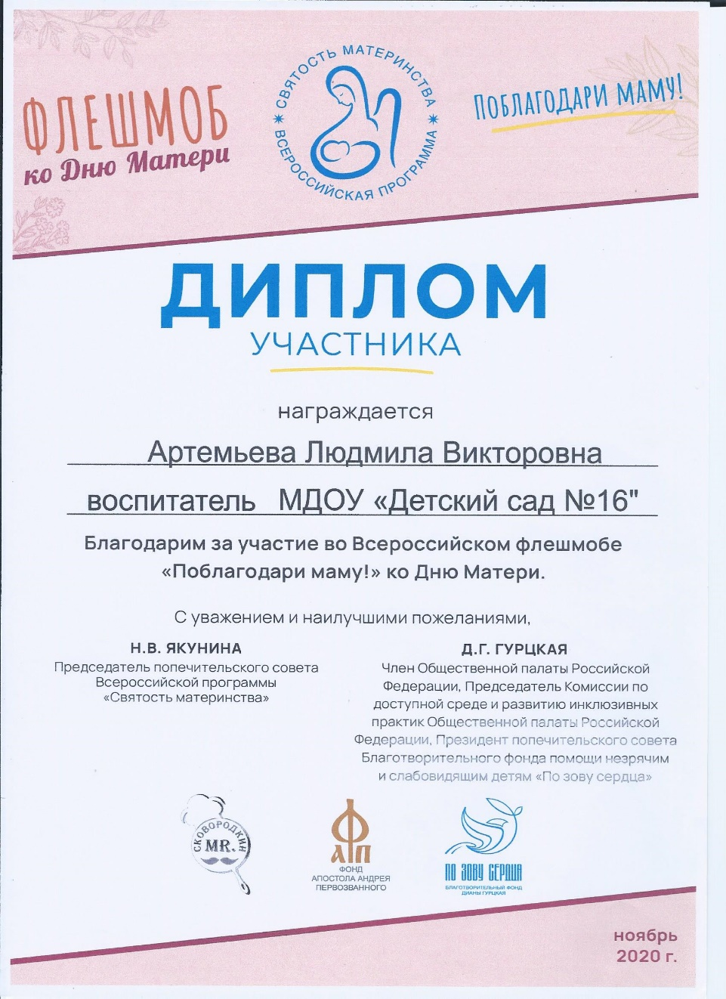 ФЛЕШМОБ
ко Дню Матери
СВЯТОСТЬ МАТЕРИНСТВА
ВСЕРОССИЙСКАЯ ПРОГРАММА
ПОБЛАГОДАРИ МАМУ!
ДИПЛОМ
УЧАСТНИКА
награждается
Артемьева Людмила Викторовна
воспитатель МДОУ «Детский сад №16"
Благодарим за участие во Всероссийском флешмобе
«Поблагодари маму!» ко Дню Матери.
С уважением и наилучшими пожеланиями,
Н.В. ЯКУНИНА
Председатель попечительского совета
Всероссийской программы
«Святость материнства»
Д.Г. ГУРЦКАЯ
Член Общественной палаты Российской
Федерации, Председатель Комиссии по
доступной среде и развитию инклюзивных
практик Общественной палаты Российской
Федерации, Президент попечительского совета
Благотворительного фонда помощи незрячим
и слабовидящим детям «По зову сердца»
СКОВОРОДКИН
MR.
ФАП
ФОНД
АПОСТОЛА АНДРЕЯ
ПЕРВОЗВАННОГО
ПО ЗОВУ СЕРДЦА
БЛАГОТВОРИТЕЛЬНЫЙ ФОНД
ДИАНЫ ГУРЦКАЯ
ноябрь
2020 г.